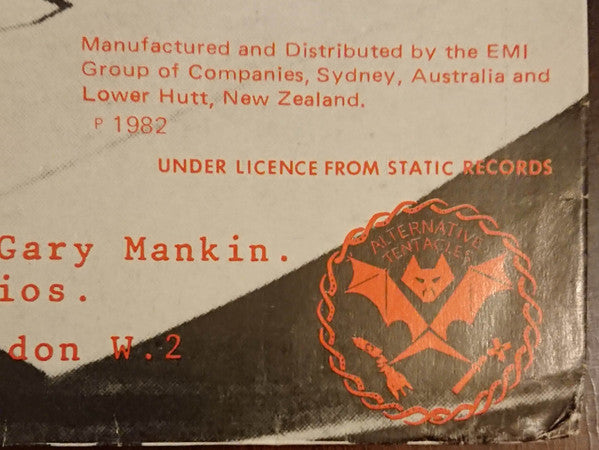 Manufactured and Distributed by the EMI
Group of Companies, Sydney, Australia and
Lower Hutt, New Zealand.
P 1982
UNDER LICENCE FROM STATIC RECORDS
Gary Mankin.
ios.
don W.2
ALTERNATIVE
TENTACLES